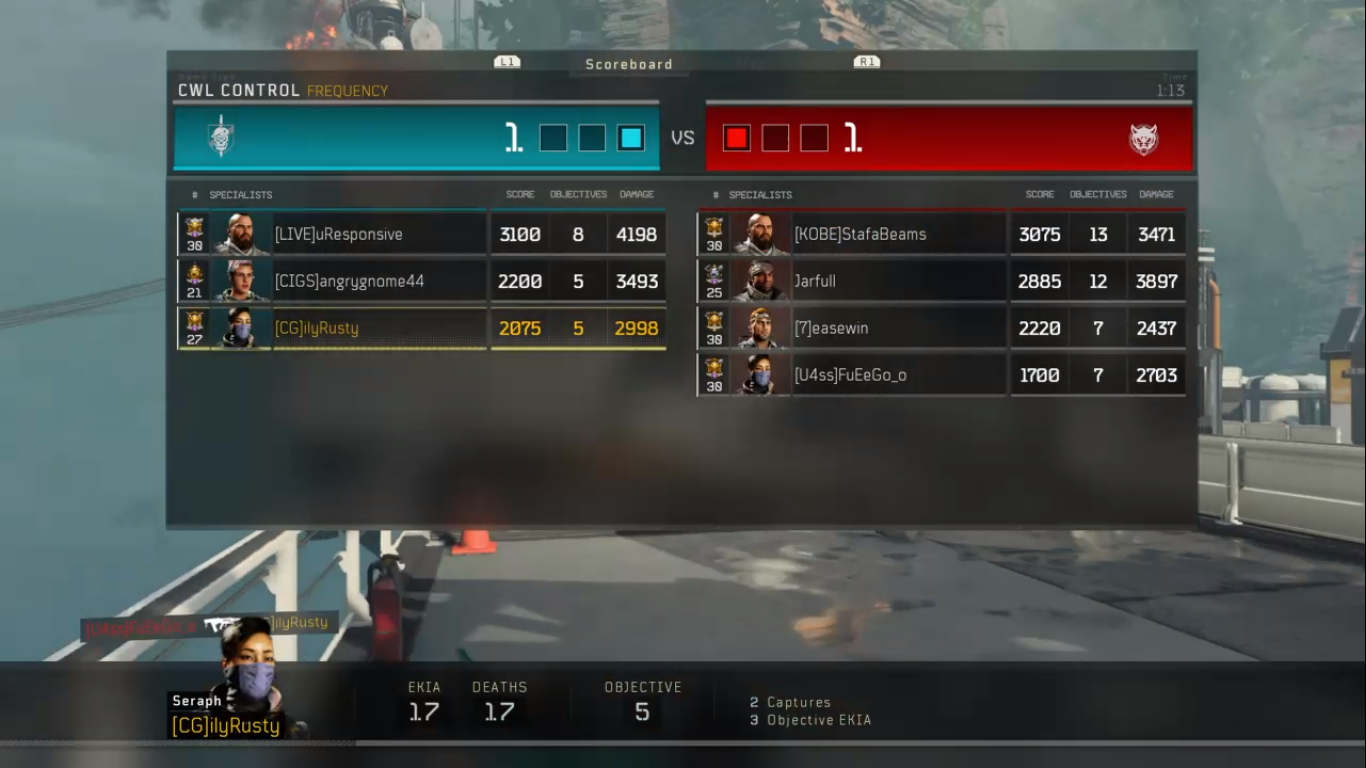 L1 Scoreboard R1
CWL CONTROL FREQUENCY
Time
1:13
1 VS 1
# SPECIALISTS SCORE OBJECTIVES DAMAGE
30 [LIVE]uResponsive 3100 8 4198
21 [CIGS]angrygnome44 2200 5 3493
27 [CG]ilyRusty 2075 5 2998
# SPECIALISTS SCORE OBJECTIVES DAMAGE
30 [KOBE]StafaBeams 3075 13 3471
25 Jarfull 2885 12 3897
30 [7]easewin 2220 7 2437
30 [U4ss]FuEeGo_o 1700 7 2703
[U4ss]FuEeGo_o ]ilyRusty
Seraph
[CG]ilyRusty
EKIA DEATHS OBJECTIVE
17 17 5
2 Captures
3 Objective EKIA